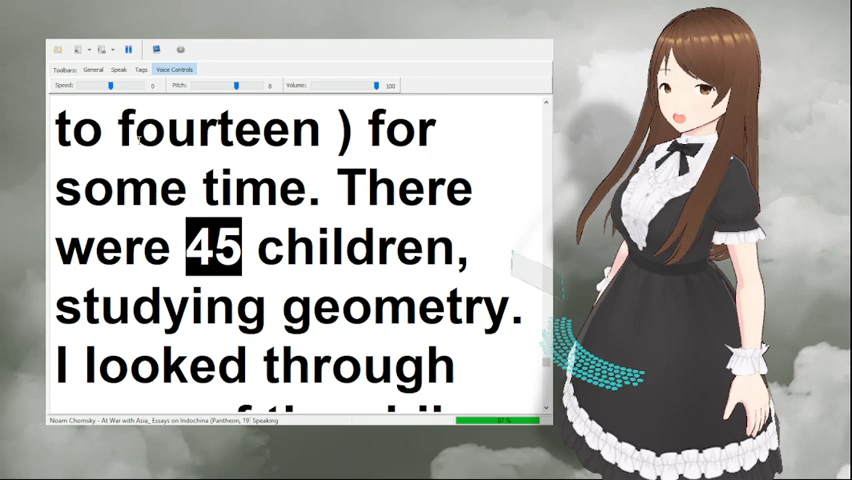 Toolbars: General Speak Tags Voice Controls
Speed: 0 Pitch: 8 Volume: 100
to fourteen ) for
some time. There
were 45 children,
studying geometry.
I looked through
Noam Chomsky - At War with Asia_ Essays on Indochina (Pantheon, 19 Speaking 67 %